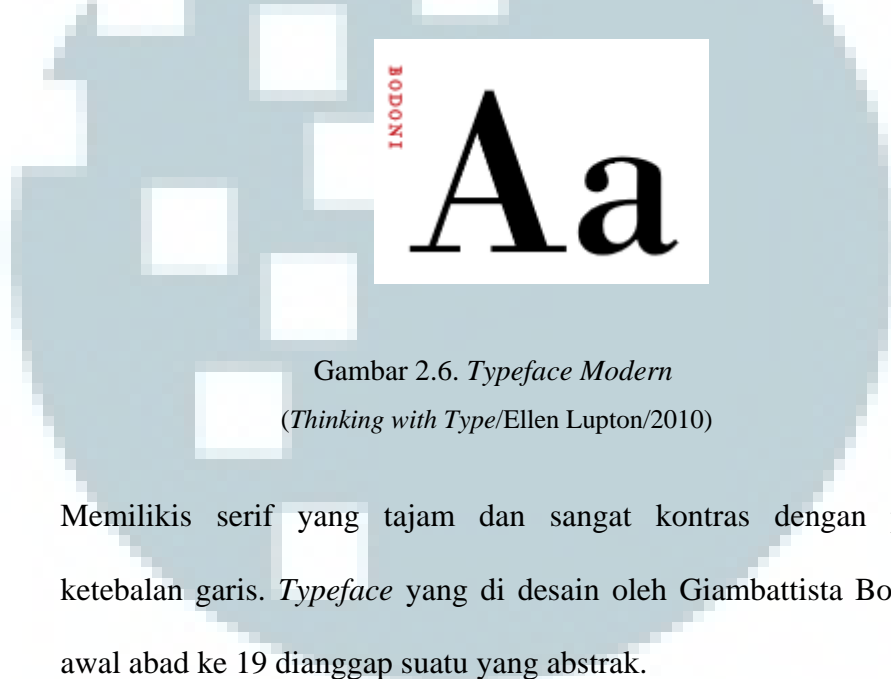 BODONI
Aa
Gambar 2.6. Typeface Modern
(Thinking with Type/Ellen Lupton/2010)
Memilikis serif yang tajam dan sangat kontras dengan
ketebalan garis. Typeface yang di desain oleh Giambattista
awal abad ke 19 dianggap suatu yang abstrak.